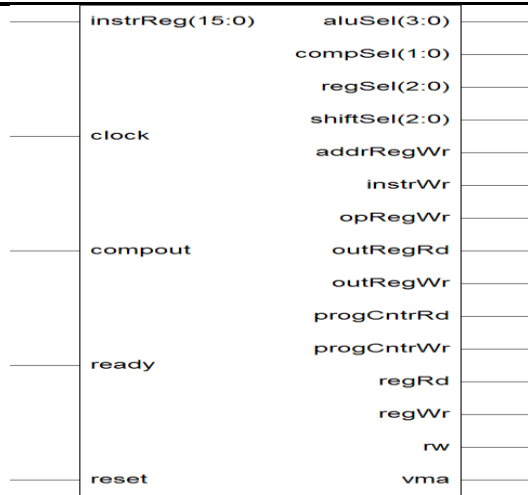 instrReg(15:0) aluSel(3:0)
compSel(1:0)
regSel(2:0)
shiftSel(2:0)
clock
addrRegWr
instrWr
opRegWr
compout outRegRd
outRegWr
progCntrRd
progCntrWr
ready
regRd
regWr
rw
reset vma